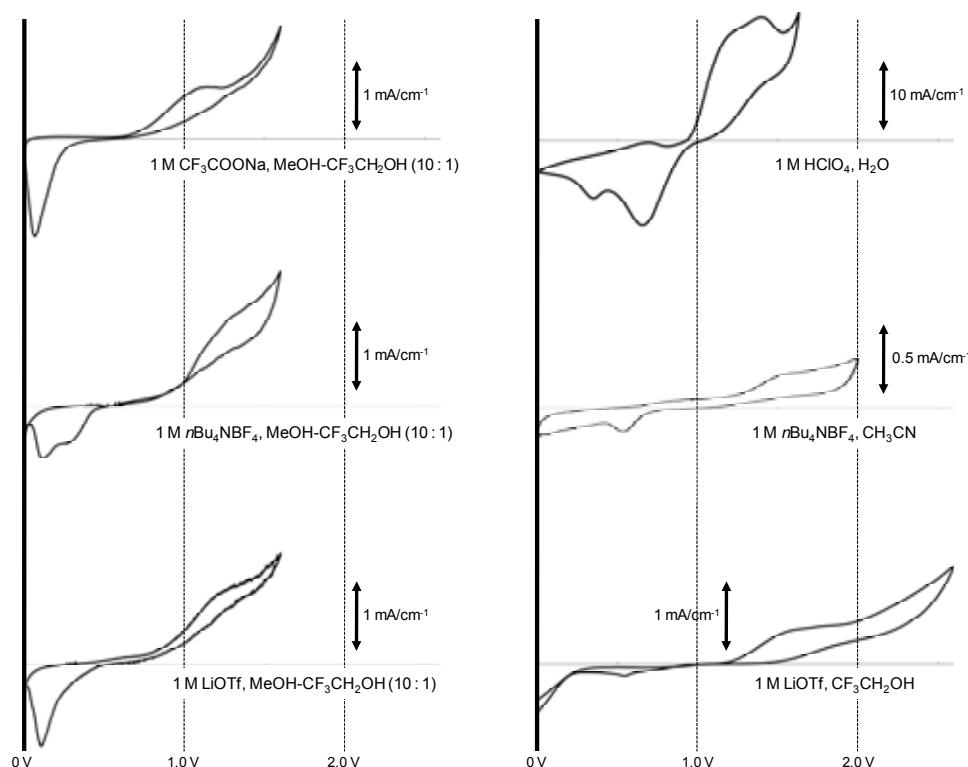 1 mA/cm⁻¹
1 M CF₃COONa, MeOH-CF₃CH₂OH (10 : 1)
1 mA/cm⁻¹
1 M nBu₄NBF₄, MeOH-CF₃CH₂OH (10 : 1)
1 mA/cm⁻¹
1 M LiOTf, MeOH-CF₃CH₂OH (10 : 1)
0 V 1.0 V 2.0 V
10 mA/cm⁻¹
1 M HClO₄, H₂O
0.5 mA/cm⁻¹
1 M nBu₄NBF₄, CH₃CN
1 mA/cm⁻¹
1 M LiOTf, CF₃CH₂OH
0 V 1.0 V 2.0 V